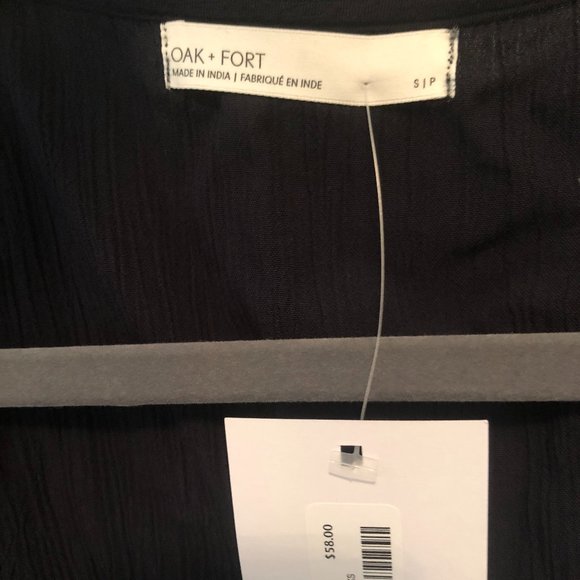 OAK + FORT
MADE IN INDIA | FABRIQUÉ EN INDE
S | P
$58.00